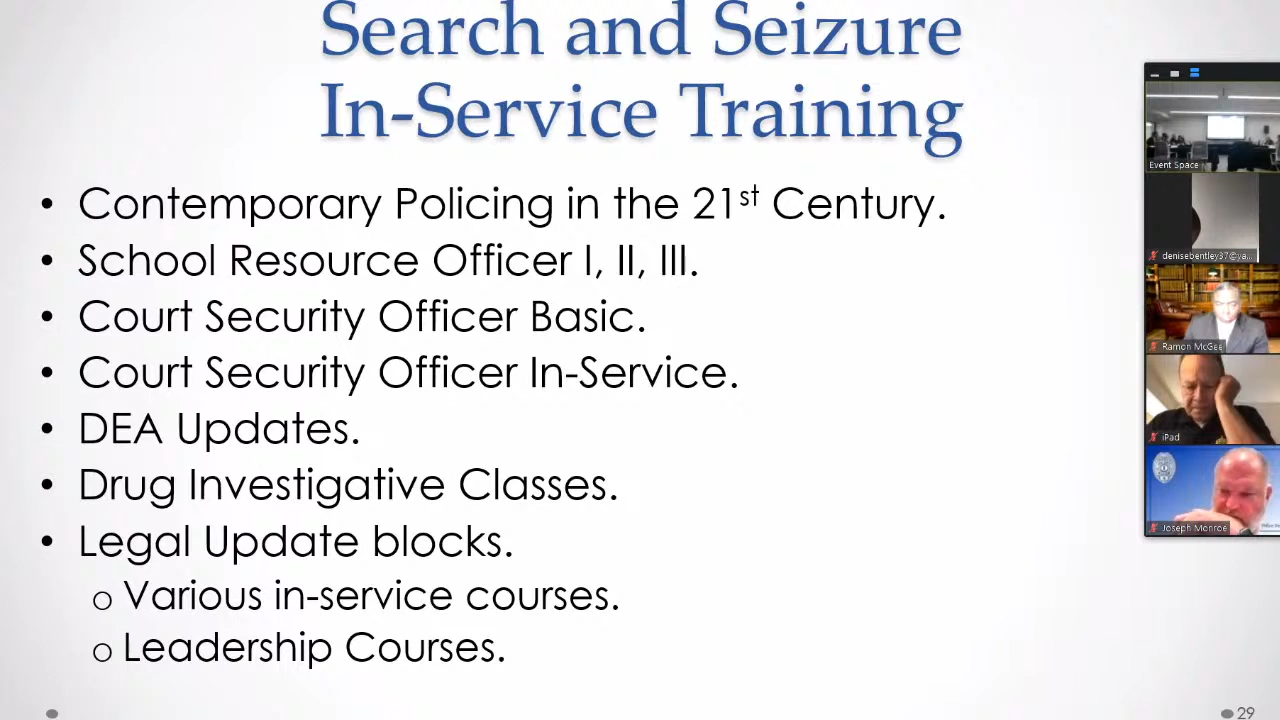 Search and Seizure
In-Service Training
• Contemporary Policing in the 21st Century.
• School Resource Officer I, II, III.
• Court Security Officer Basic.
• Court Security Officer In-Service.
• DEA Updates.
• Drug Investigative Classes.
• Legal Update blocks.
o Various in-service courses.
o Leadership Courses.
29
Event Space
denisebentley37@ya...
Ramon McGee
iPad
Joseph Monroe